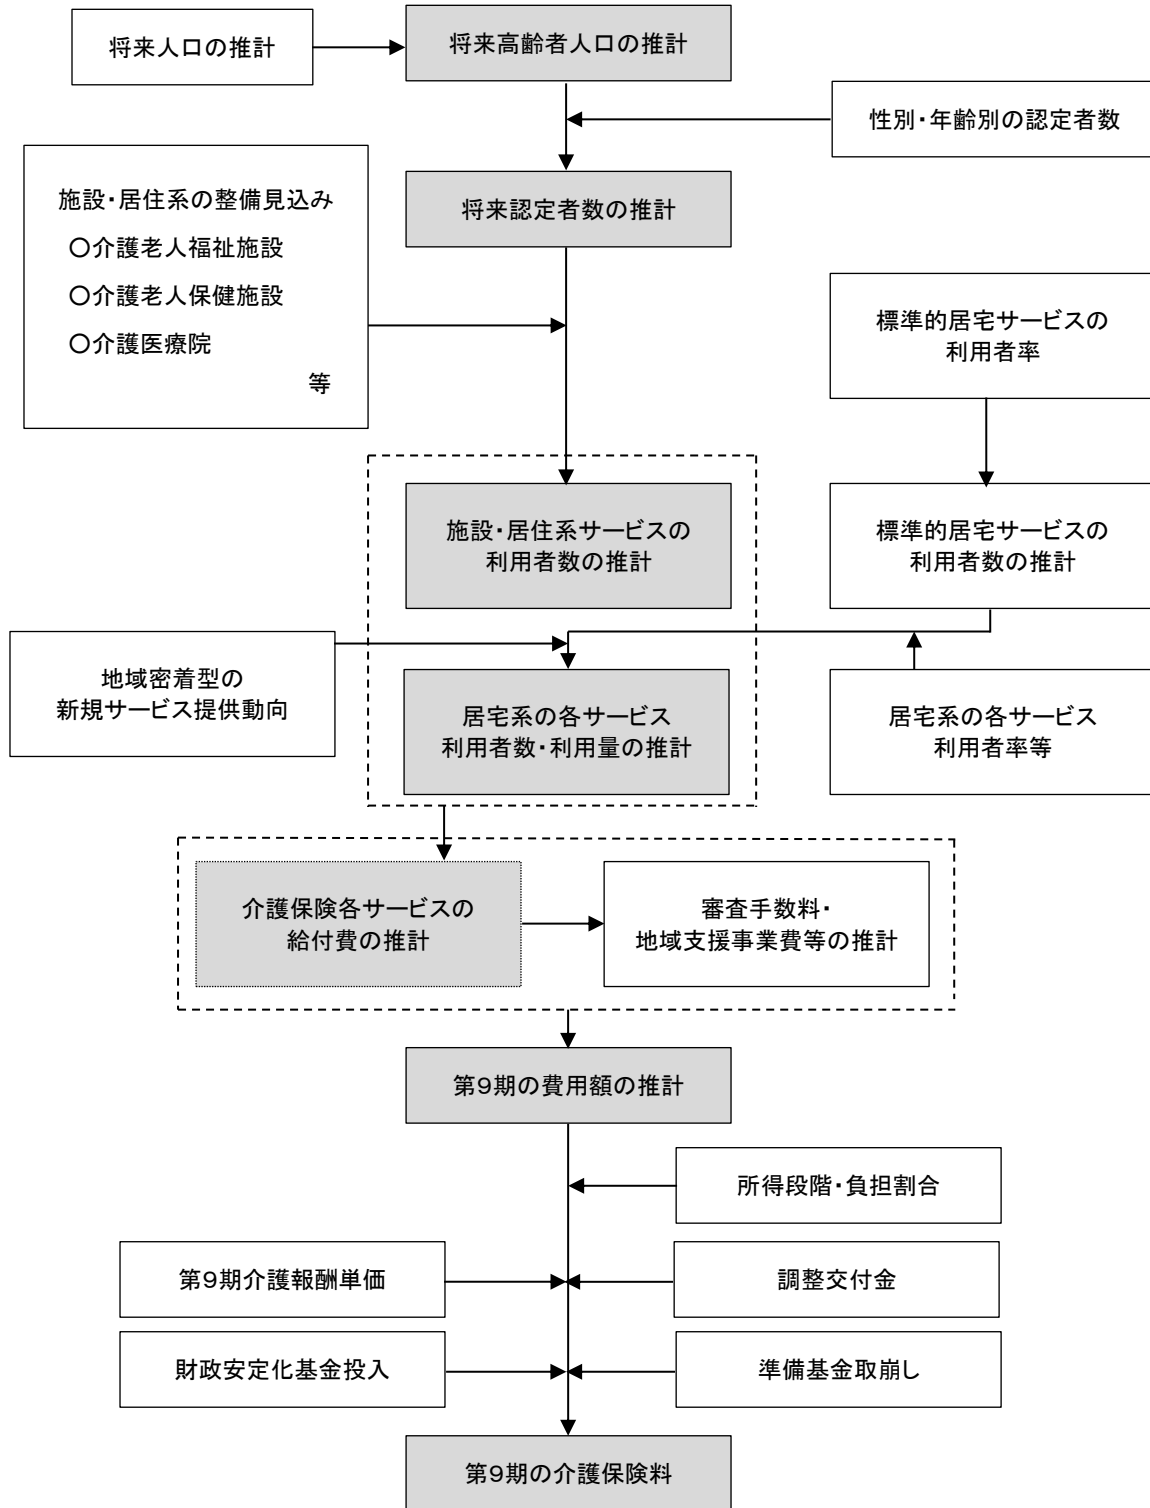 将来人口の推計
将来高齢者人口の推計
性別・年齢別の認定者数
施設・居住系の整備見込み
〇介護老人福祉施設
〇介護老人保健施設
〇介護医療院
等
将来認定者数の推計
標準的居宅サービスの
利用者率
施設・居住系サービスの
利用者数の推計
標準的居宅サービスの
利用者数の推計
地域密着型の
新規サービス提供動向
居宅系の各サービス
利用者数・利用量の推計
居宅系の各サービス
利用者率等
介護保険各サービスの
給付費の推計
審査手数料・
地域支援事業費等の推計
第9期の費用額の推計
所得段階・負担割合
第9期介護報酬単価
調整交付金
財政安定化基金投入
準備基金取崩し
第9期の介護保険料